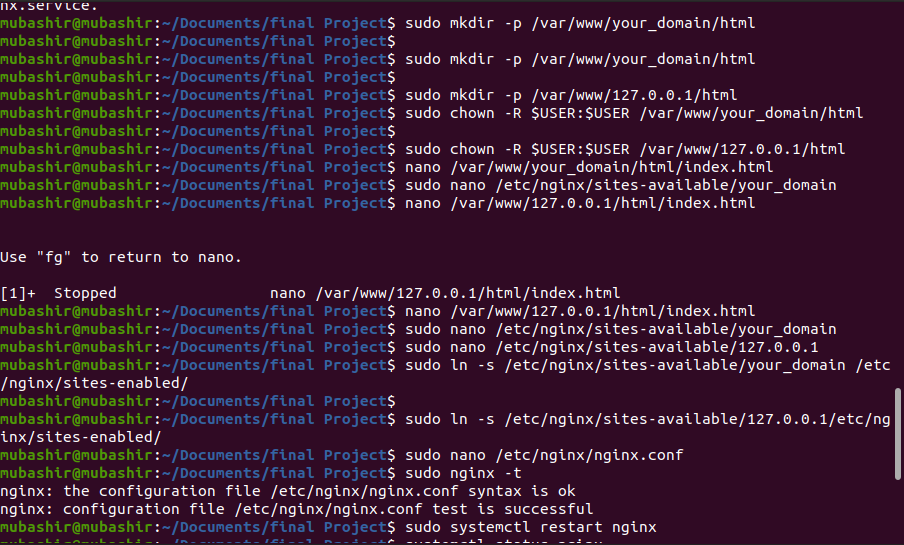 nx.service.
mubashir@mubashir:~/Documents/final Project$ sudo mkdir -p /var/www/your_domain/html
mubashir@mubashir:~/Documents/final Project$
mubashir@mubashir:~/Documents/final Project$ sudo mkdir -p /var/www/your_domain/html
mubashir@mubashir:~/Documents/final Project$
mubashir@mubashir:~/Documents/final Project$ sudo mkdir -p /var/www/127.0.0.1/html
mubashir@mubashir:~/Documents/final Project$ sudo chown -R $USER:$USER /var/www/your_domain/html
mubashir@mubashir:~/Documents/final Project$
mubashir@mubashir:~/Documents/final Project$ sudo chown -R $USER:$USER /var/www/127.0.0.1/html
mubashir@mubashir:~/Documents/final Project$ nano /var/www/your_domain/html/index.html
mubashir@mubashir:~/Documents/final Project$ sudo nano /etc/nginx/sites-available/your_domain
mubashir@mubashir:~/Documents/final Project$ nano /var/www/127.0.0.1/html/index.html
Use "fg" to return to nano.
[1]+  Stopped                 nano /var/www/127.0.0.1/html/index.html
mubashir@mubashir:~/Documents/final Project$ nano /var/www/127.0.0.1/html/index.html
mubashir@mubashir:~/Documents/final Project$ sudo nano /etc/nginx/sites-available/your_domain
mubashir@mubashir:~/Documents/final Project$ sudo nano /etc/nginx/sites-available/127.0.0.1
mubashir@mubashir:~/Documents/final Project$ sudo ln -s /etc/nginx/sites-available/your_domain /etc
/nginx/sites-enabled/
mubashir@mubashir:~/Documents/final Project$
mubashir@mubashir:~/Documents/final Project$ sudo ln -s /etc/nginx/sites-available/127.0.0.1/etc/ng
inx/sites-enabled/
mubashir@mubashir:~/Documents/final Project$ sudo nano /etc/nginx/nginx.conf
mubashir@mubashir:~/Documents/final Project$ sudo nginx -t
nginx: the configuration file /etc/nginx/nginx.conf syntax is ok
nginx: configuration file /etc/nginx/nginx.conf test is successful
mubashir@mubashir:~/Documents/final Project$ sudo systemctl restart nginx
mubashir@mubashir:~/Documents/final Project$ systemctl status nginx